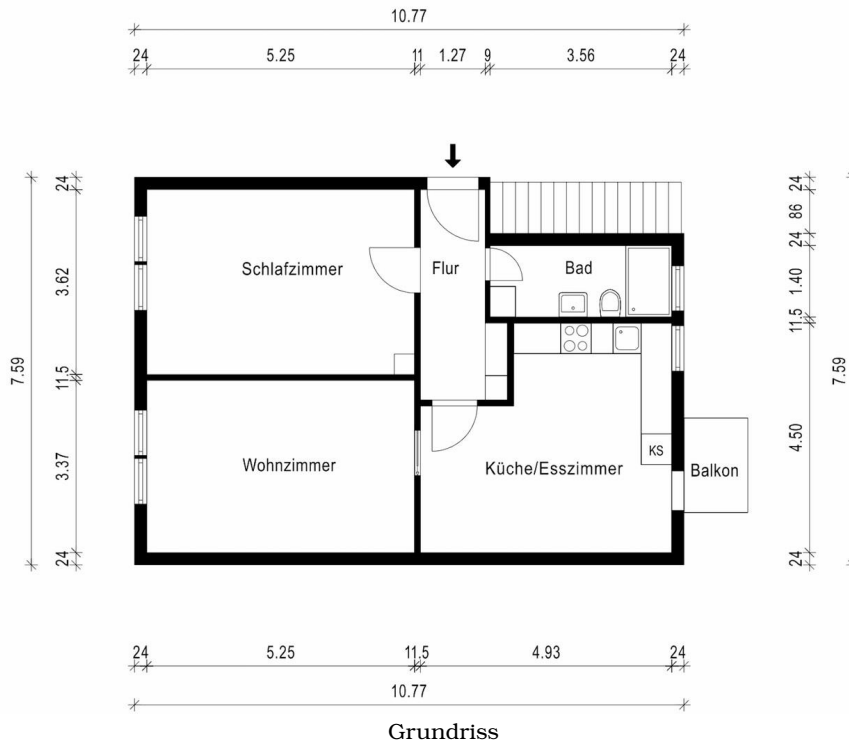 10.77
24 5.25 11 1.27 9 3.56 24
24
3.62
11.5
3.37
24
7.59
Schlafzimmer
Flur
Bad
Wohnzimmer
Küche/Esszimmer
KS
Balkon
24
86
24
1.40
11.5
4.50
24
7.59
24 5.25 11.5 4.93 24
10.77
Grundriss